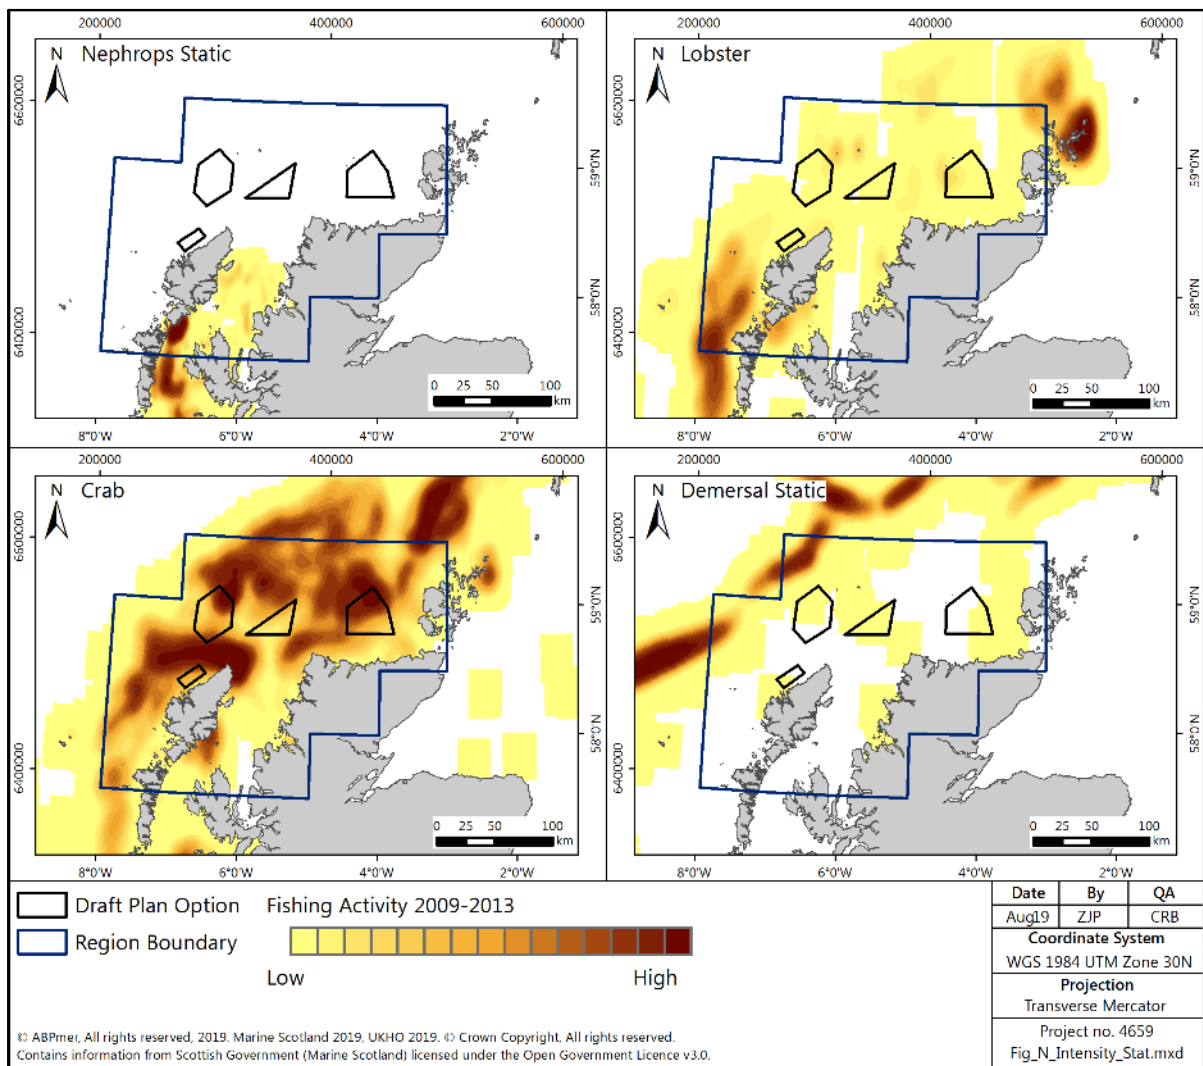 200000 400000 600000
200000 400000 600000
N
Nephrops Static
N
Lobster
6600000
6400000
59°0'N
58°0'N
6600000
6400000
59°0'N
58°0'N
0 25 50 100
km
0 25 50 100
km
8°0'W 6°0'W 4°0'W 2°0'W
8°0'W 6°0'W 4°0'W 2°0'W
200000 400000 600000
200000 400000 600000
N
Crab
N
Demersal Static
6600000
6400000
59°0'N
58°0'N
6600000
6400000
59°0'N
58°0'N
0 25 50 100
km
0 25 50 100
km
8°0'W 6°0'W 4°0'W 2°0'W
8°0'W 6°0'W 4°0'W 2°0'W
Draft Plan Option
Region Boundary
Fishing Activity 2009-2013
Low High
Date By QA
Aug19 ZJP CRB
Coordinate System
WGS 1984 UTM Zone 30N
Projection
Transverse Mercator
Project no. 4659
Fig_N_Intensity_Stat.mxd
© ABPmer, All rights reserved, 2019. Marine Scotland 2019, UKHO 2019. © Crown Copyright, All rights reserved.
Contains information from Scottish Government (Marine Scotland) licensed under the Open Government Licence v3.0.